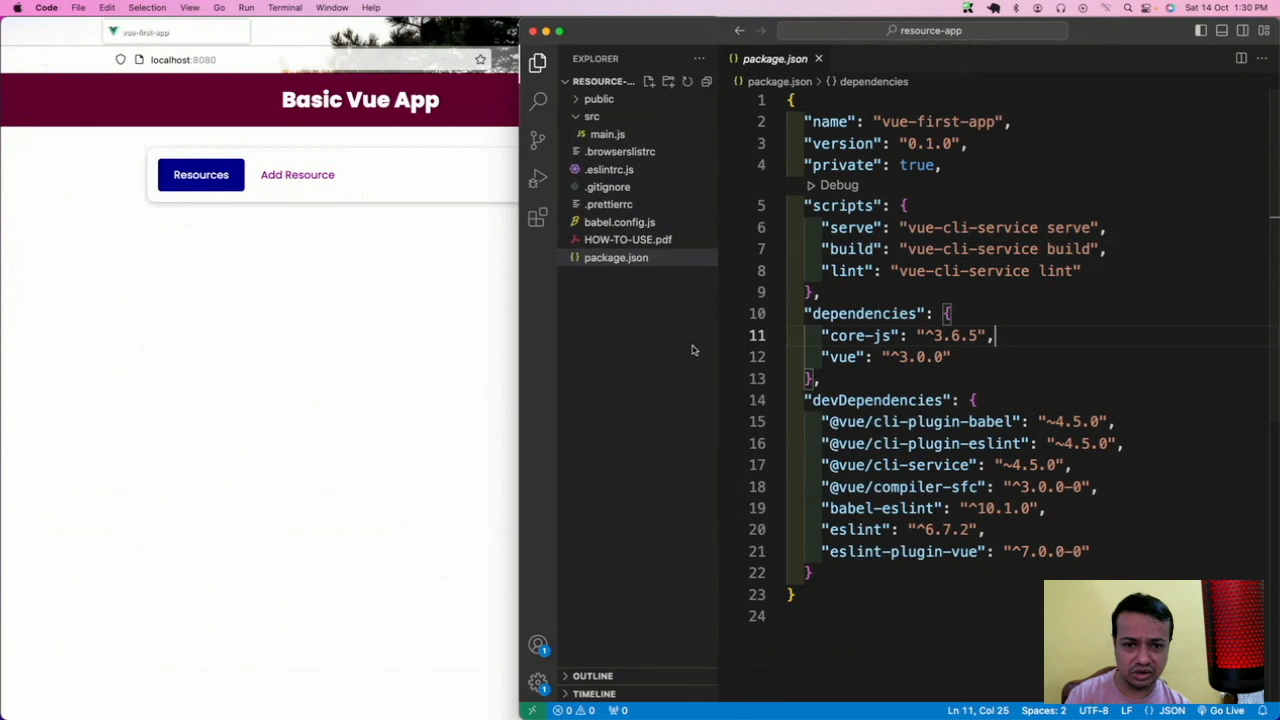 Code File Edit Selection View Go Run Terminal Window Help
Sat 14 Oct 1:30 PM
vue-first-app
localhost:8080
Basic Vue App
Resources
Add Resource
resource-app
EXPLORER
RESOURCE-...
public
src
JS main.js
.browserslistrc
.eslintrc.js
.gitignore
.prettierrc
babel.config.js
HOW-TO-USE.pdf
{} package.json
OUTLINE
TIMELINE
{} package.json
{} package.json > {} dependencies
1 {
2 "name": "vue-first-app",
3 "version": "0.1.0",
4 "private": true,
Debug
5 "scripts": {
6 "serve": "vue-cli-service serve",
7 "build": "vue-cli-service build",
8 "lint": "vue-cli-service lint"
9 },
10 "dependencies": {
11 "core-js": "^3.6.5",
12 "vue": "^3.0.0"
13 },
14 "devDependencies": {
15 "@vue/cli-plugin-babel": "~4.5.0",
16 "@vue/cli-plugin-eslint": "~4.5.0",
17 "@vue/cli-service": "~4.5.0",
18 "@vue/compiler-sfc": "^3.0.0-0",
19 "babel-eslint": "^10.1.0",
20 "eslint": "^6.7.2",
21 "eslint-plugin-vue": "^7.0.0-0"
22 }
23 }
24
1
1
0 0 0 Ln 11, Col 25 Spaces: 2 UTF-8 LF {} JSON Go Live